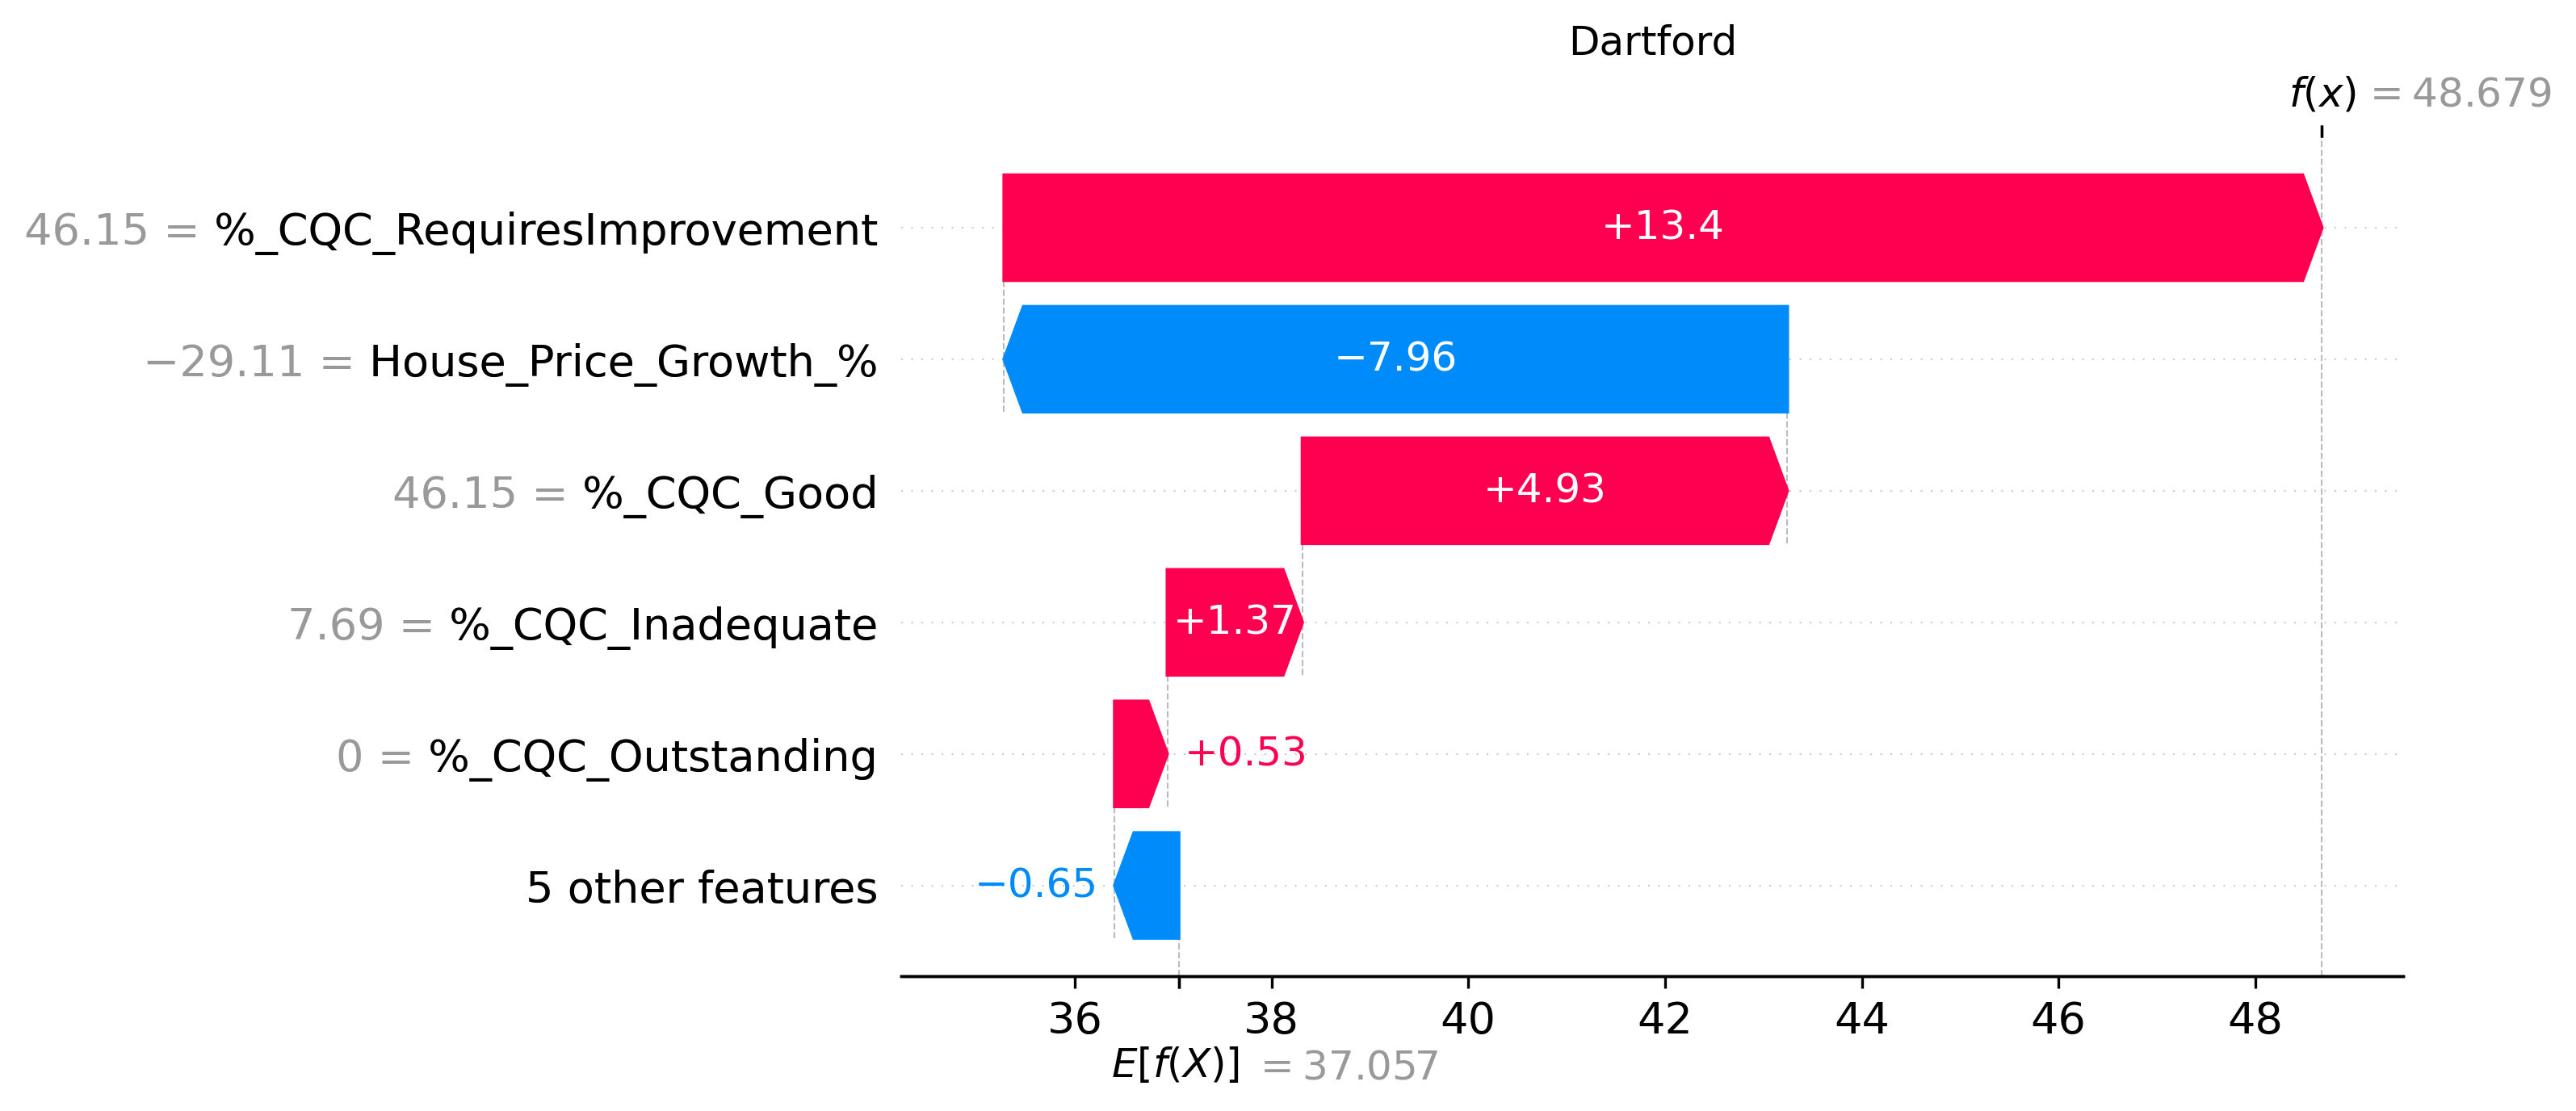 Dartford
f(x) = 48.679
46.15 = %_CQC_RequiresImprovement
+13.4
−29.11 = House_Price_Growth_%
−7.96
46.15 = %_CQC_Good
+4.93
7.69 = %_CQC_Inadequate
+1.37
0 = %_CQC_Outstanding
+0.53
5 other features
−0.65
36 38 40 42 44 46 48
E[f(X)] = 37.057